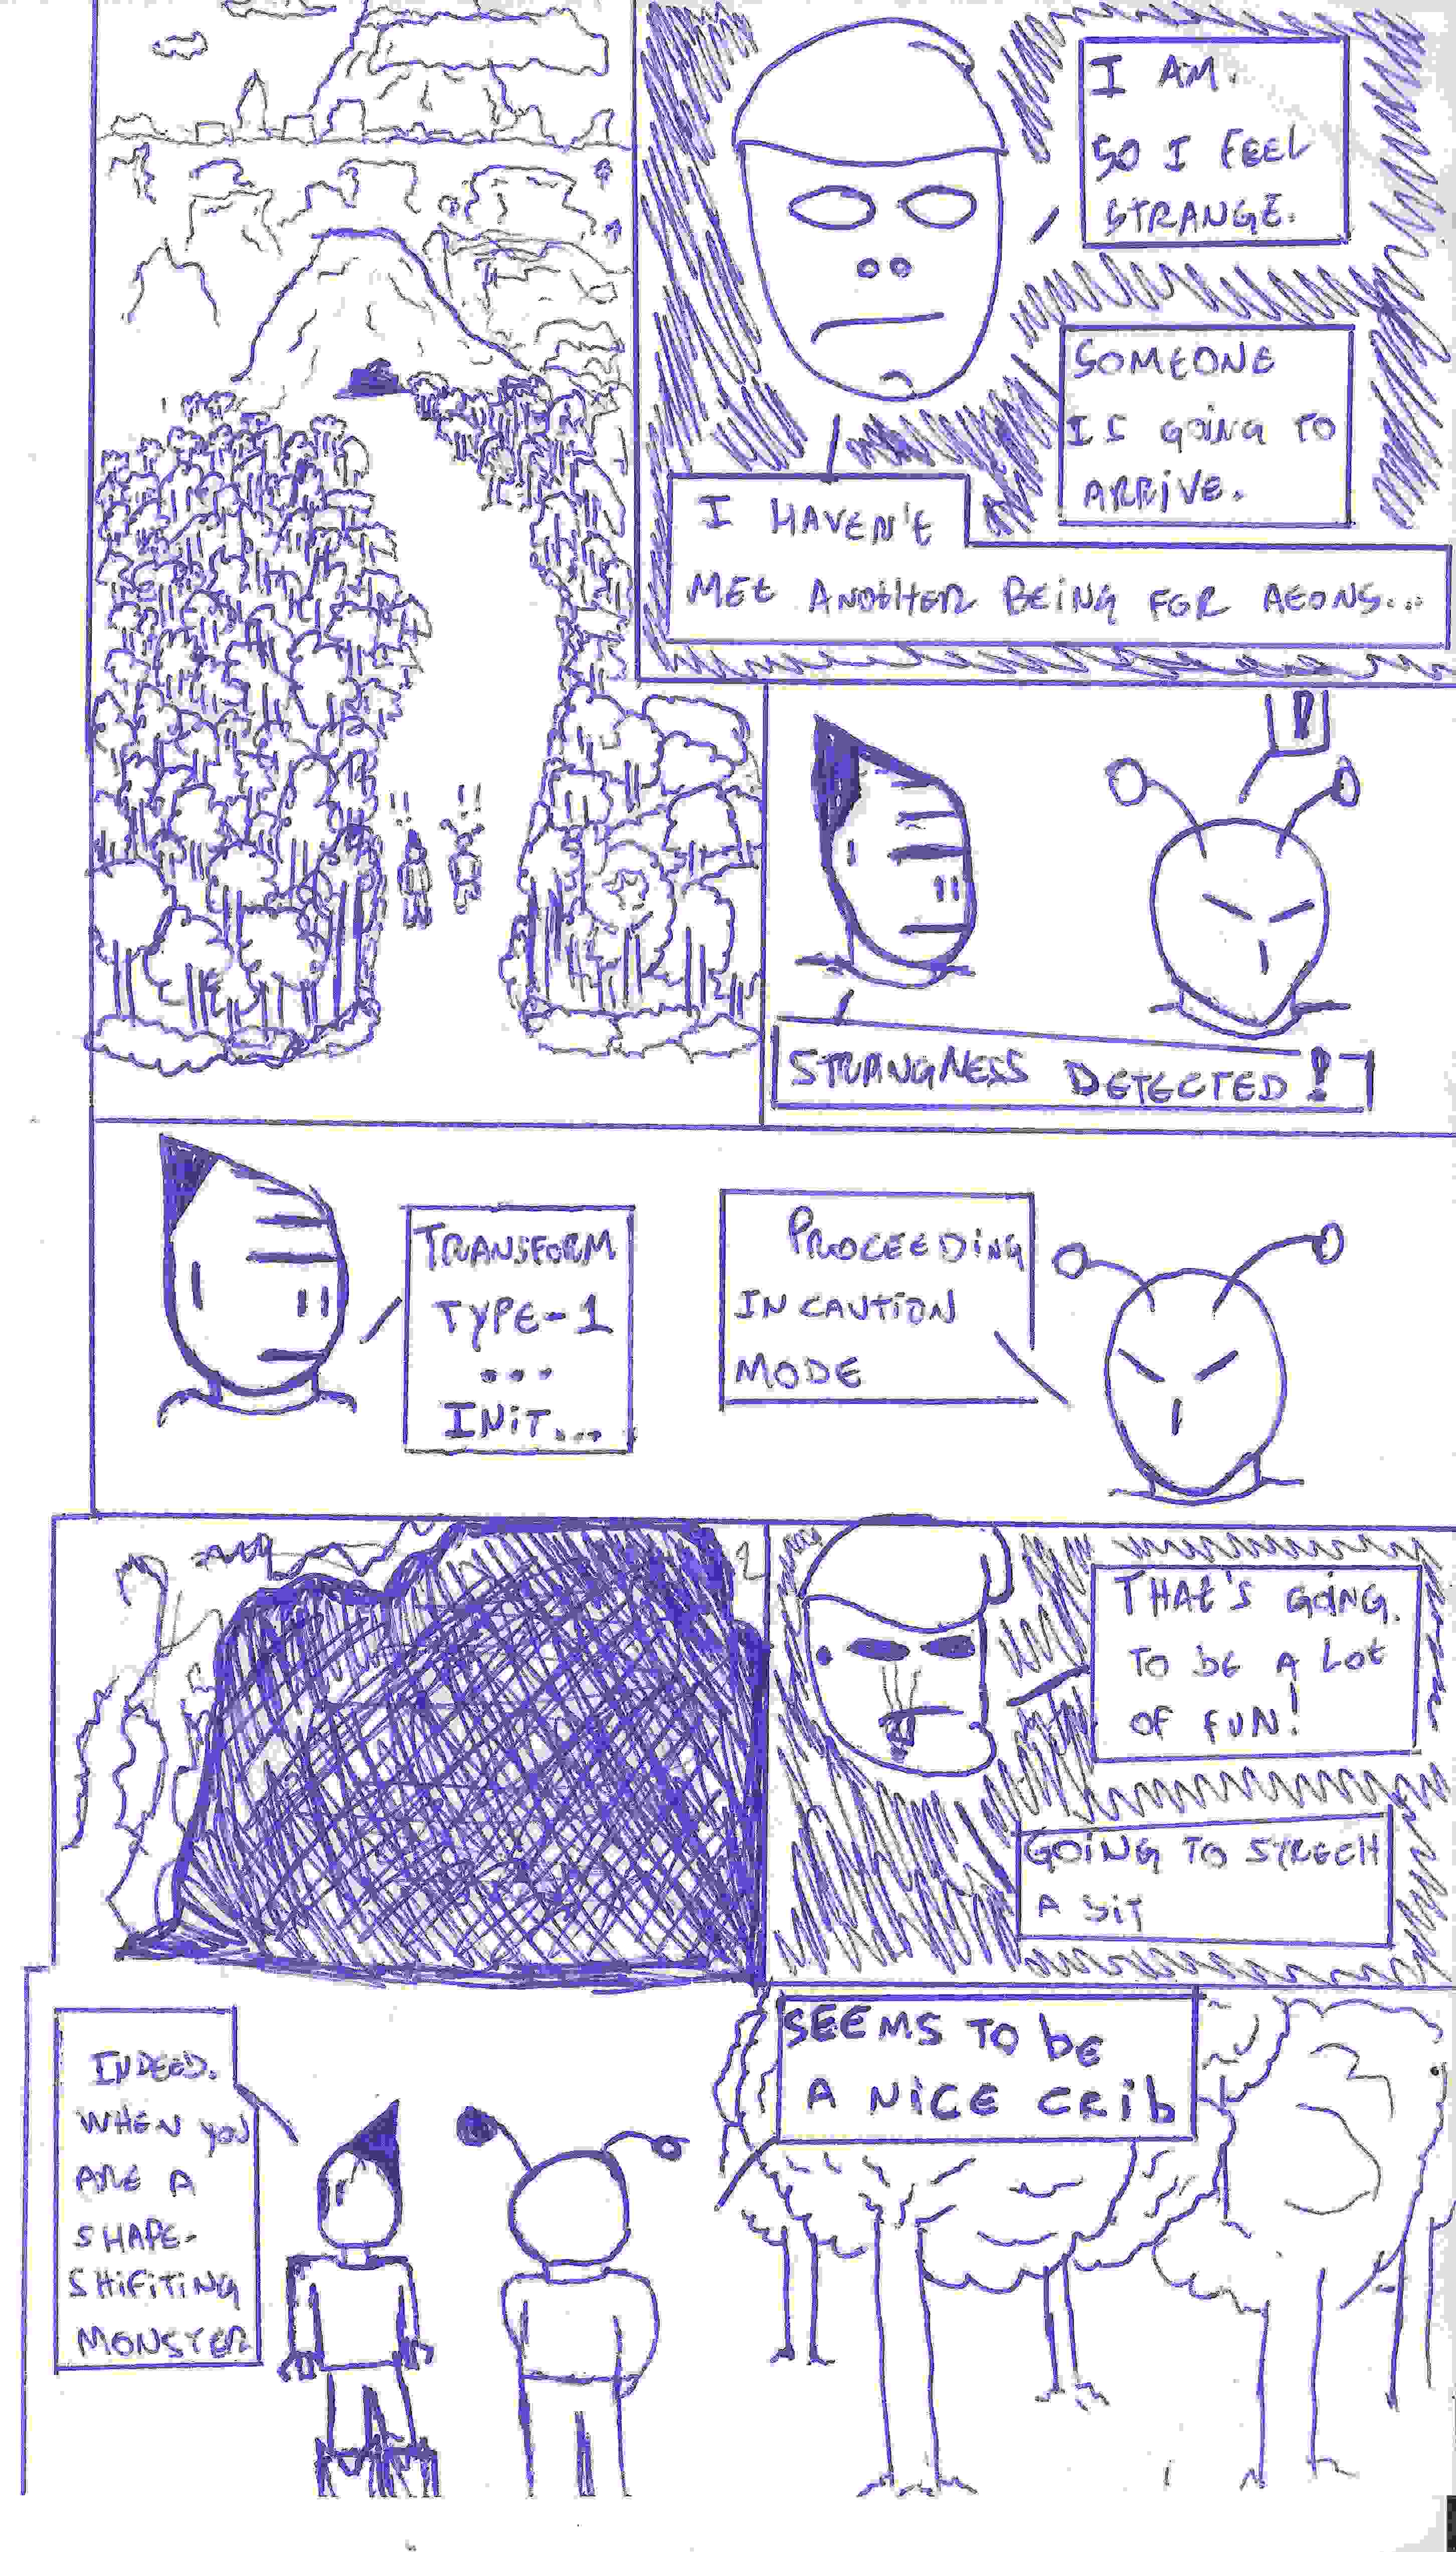 I AM.
SO I FEEL
STRANGE.
SOMEONE
IS GOING TO
ARRIVE.
I HAVEN't
MEt ANOtHER BEiNG FOR AEONS...
!! !!
!
STRANGNESS DETECTED!
TRANSFORM
TYPE-1
...
INiT...
PROCEEDiNG
IN CAUTiON
MODE
THAt'S GOiNG
TO bE A LOt
OF FUN!
GOiNG TO STRECH
A biT
SEEMS TO bE
A NiCE CRib
INDEED.
WHEN YOU
ARE A
SHAPE-
SHiFiTiNG
MONSTER